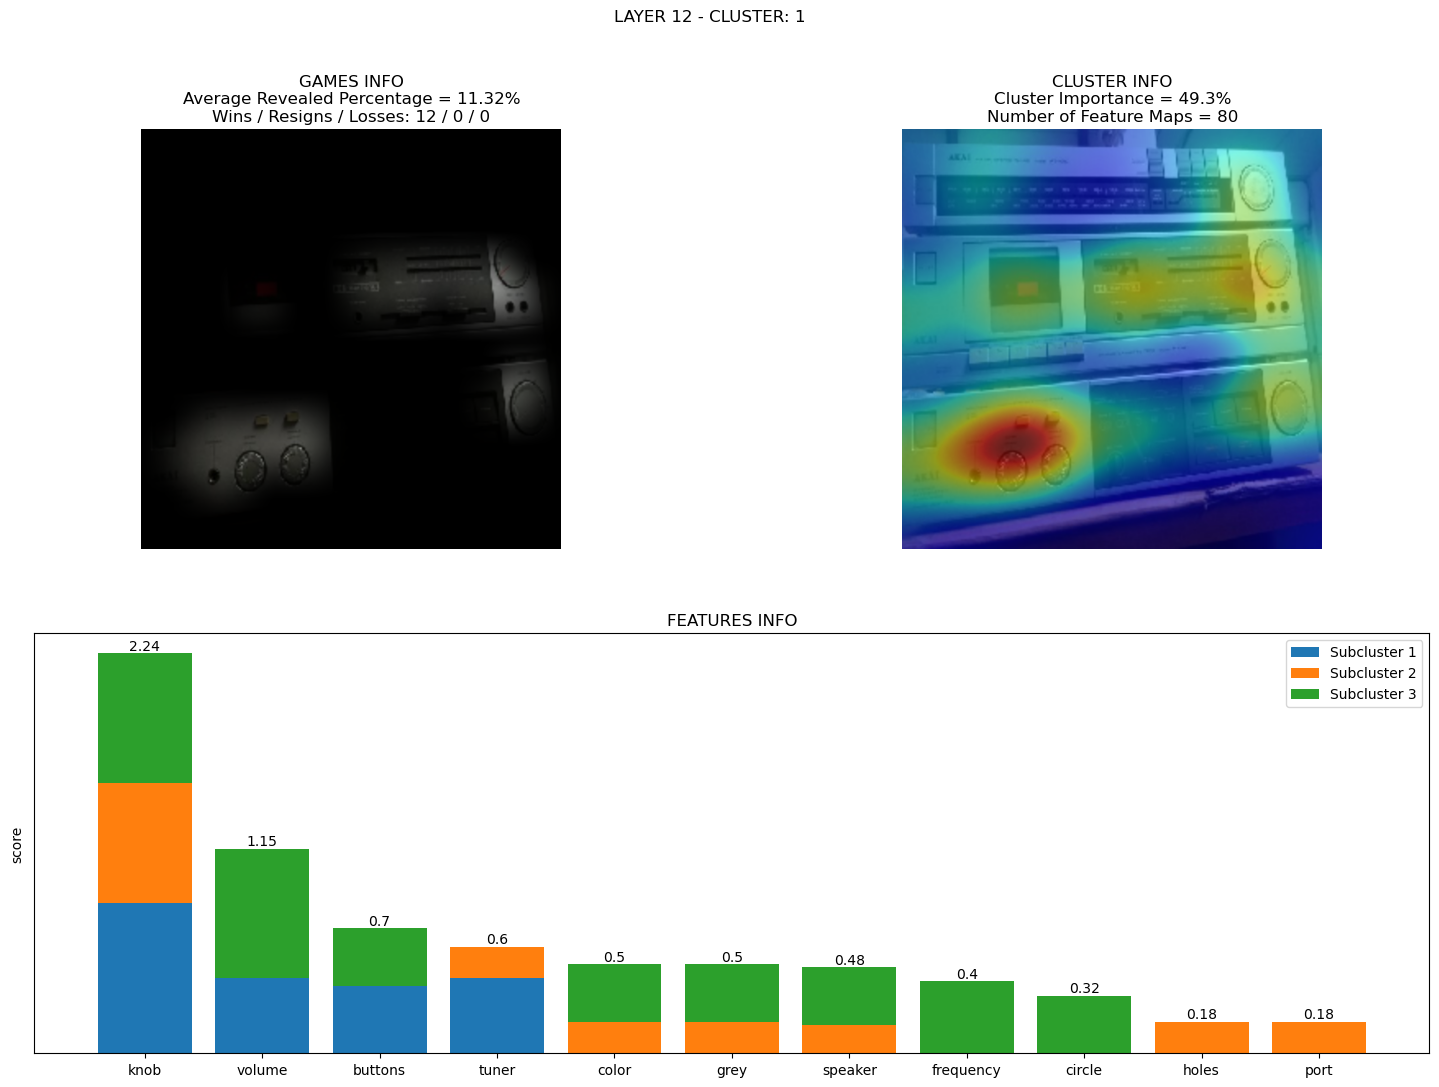 LAYER 12 - CLUSTER: 1
GAMES INFO
Average Revealed Percentage = 11.32%
Wins / Resigns / Losses: 12 / 0 / 0
CLUSTER INFO
Cluster Importance = 49.3%
Number of Feature Maps = 80
AKAI
FEATURES INFO
score
2.24
1.15
0.7
0.6
0.5
0.5
0.48
0.4
0.32
0.18
0.18
Subcluster 1
Subcluster 2
Subcluster 3
knob
volume
buttons
tuner
color
grey
speaker
frequency
circle
holes
port